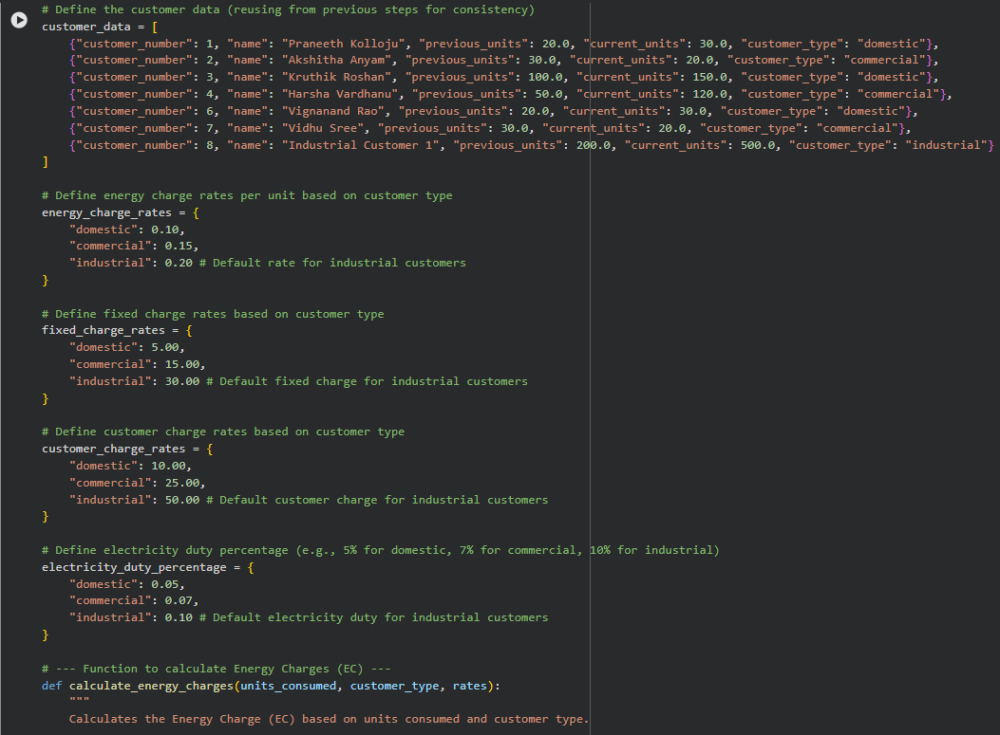 # Define the customer data (reusing from previous steps for consistency)
customer_data = [
    {"customer_number": 1, "name": "Praneeth Kolloju", "previous_units": 20.0, "current_units": 30.0, "customer_type": "domestic"},
    {"customer_number": 2, "name": "Akshitha Anyam", "previous_units": 30.0, "current_units": 20.0, "customer_type": "commercial"},
    {"customer_number": 3, "name": "Kruthik Roshan", "previous_units": 100.0, "current_units": 150.0, "customer_type": "domestic"},
    {"customer_number": 4, "name": "Harsha Vardhanu", "previous_units": 50.0, "current_units": 120.0, "customer_type": "commercial"},
    {"customer_number": 6, "name": "Vignanand Rao", "previous_units": 20.0, "current_units": 30.0, "customer_type": "domestic"},
    {"customer_number": 7, "name": "Vidhu Sree", "previous_units": 30.0, "current_units": 20.0, "customer_type": "commercial"},
    {"customer_number": 8, "name": "Industrial Customer 1", "previous_units": 200.0, "current_units": 500.0, "customer_type": "industrial"}
]

# Define energy charge rates per unit based on customer type
energy_charge_rates = {
    "domestic": 0.10,
    "commercial": 0.15,
    "industrial": 0.20 # Default rate for industrial customers
}

# Define fixed charge rates based on customer type
fixed_charge_rates = {
    "domestic": 5.00,
    "commercial": 15.00,
    "industrial": 30.00 # Default fixed charge for industrial customers
}

# Define customer charge rates based on customer type
customer_charge_rates = {
    "domestic": 10.00,
    "commercial": 25.00,
    "industrial": 50.00 # Default customer charge for industrial customers
}

# Define electricity duty percentage (e.g., 5% for domestic, 7% for commercial, 10% for industrial)
electricity_duty_percentage = {
    "domestic": 0.05,
    "commercial": 0.07,
    "industrial": 0.10 # Default electricity duty for industrial customers
}

# --- Function to calculate Energy Charges (EC) ---
def calculate_energy_charges(units_consumed, customer_type, rates):
    """
    Calculates the Energy Charge (EC) based on units consumed and customer type.